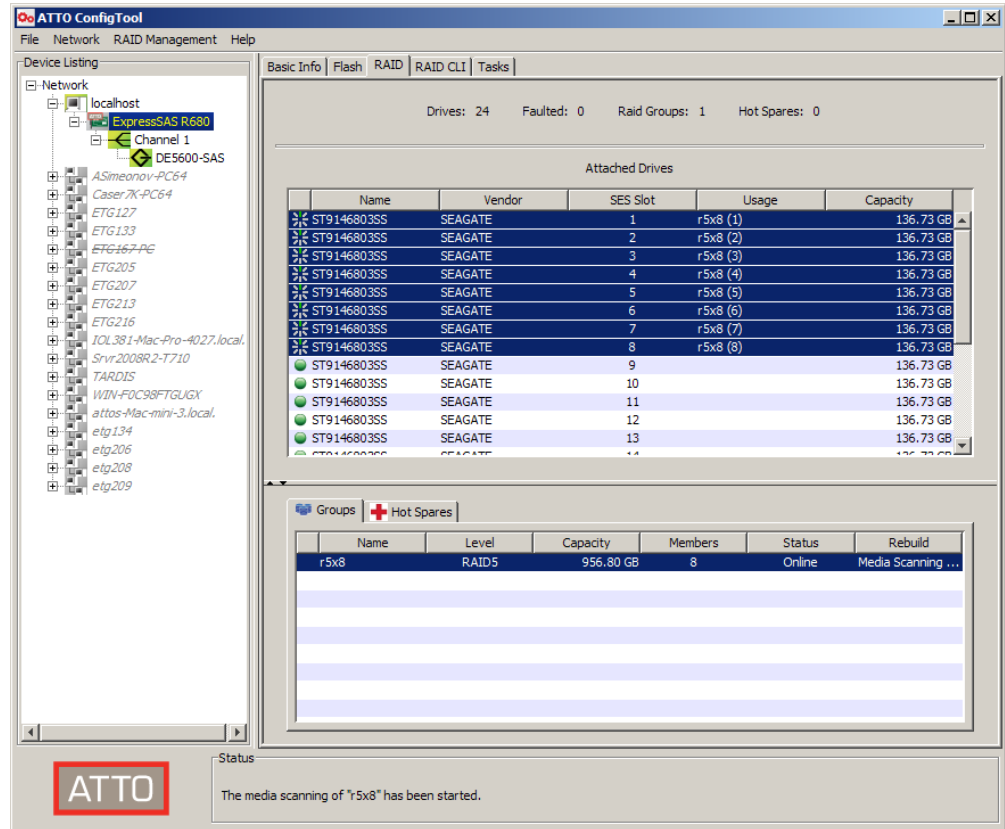 ATTO ConfigTool
File Network RAID Management Help
Device Listing
Network
localhost
ExpressSAS R680
Channel 1
DE5600-SAS
ASimeonov-PC64
Caser7K-PC64
ETG127
ETG133
ETG167-PC
ETG205
ETG207
ETG213
ETG216
IOL381-Mac-Pro-4027.local.
Srvr2008R2-T710
TARDIS
WIN-F0C98FTGUGX
attos-Mac-mini-3.local.
etg134
etg206
etg208
etg209
Basic Info Flash RAID RAID CLI Tasks
Drives: 24 Faulted: 0 Raid Groups: 1 Hot Spares: 0
Attached Drives
Name Vendor SES Slot Usage Capacity
ST9146803SS SEAGATE 1 r5x8 (1) 136.73 GB
ST9146803SS SEAGATE 2 r5x8 (2) 136.73 GB
ST9146803SS SEAGATE 3 r5x8 (3) 136.73 GB
ST9146803SS SEAGATE 4 r5x8 (4) 136.73 GB
ST9146803SS SEAGATE 5 r5x8 (5) 136.73 GB
ST9146803SS SEAGATE 6 r5x8 (6) 136.73 GB
ST9146803SS SEAGATE 7 r5x8 (7) 136.73 GB
ST9146803SS SEAGATE 8 r5x8 (8) 136.73 GB
ST9146803SS SEAGATE 9 136.73 GB
ST9146803SS SEAGATE 10 136.73 GB
ST9146803SS SEAGATE 11 136.73 GB
ST9146803SS SEAGATE 12 136.73 GB
ST9146803SS SEAGATE 13 136.73 GB
Groups Hot Spares
Name Level Capacity Members Status Rebuild
r5x8 RAID5 956.80 GB 8 Online Media Scanning ...
ATTO
Status
The media scanning of "r5x8" has been started.